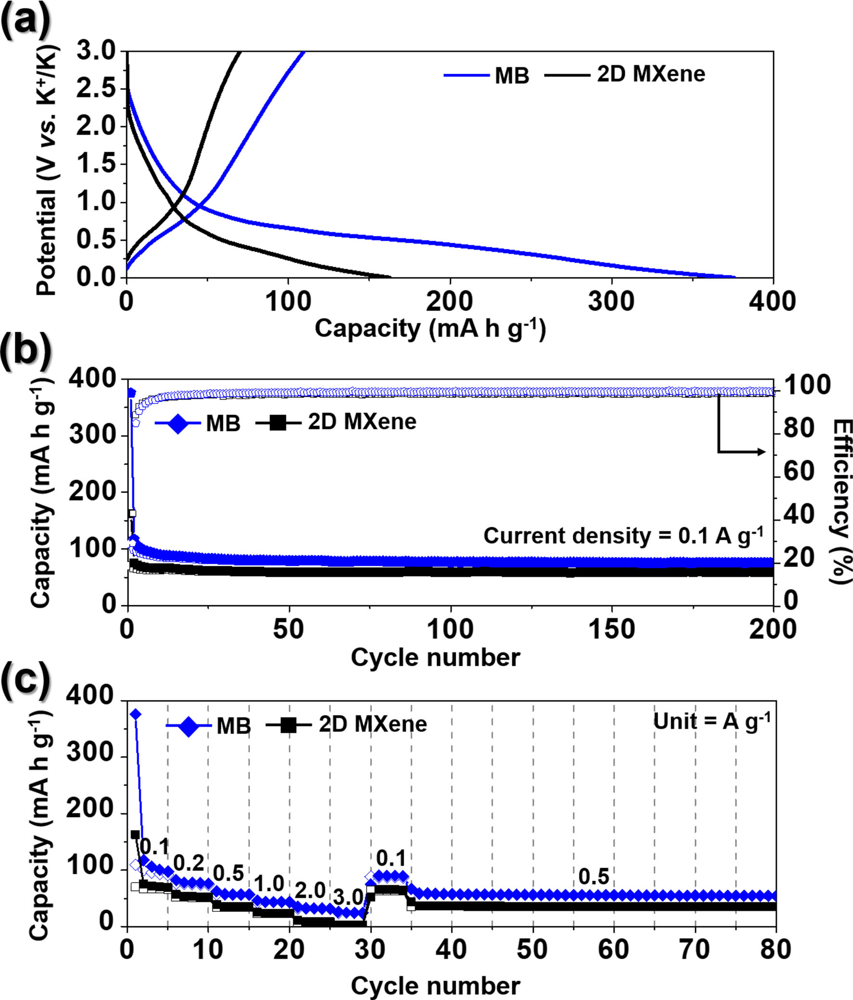 (a)
3.0
2.5
2.0
1.5
1.0
0.5
0.0
Potential (V vs. K⁺/K)
MB
2D MXene
0 100 200 300 400
Capacity (mA h g⁻¹)
(b)
400
300
200
100
0
Capacity (mA h g⁻¹)
MB
2D MXene
Current density = 0.1 A g⁻¹
100
80
60
40
20
0
Efficiency (%)
0 50 100 150 200
Cycle number
(c)
400
300
200
100
0
Capacity (mA h g⁻¹)
MB
2D MXene
Unit = A g⁻¹
0.1
0.2
0.5
1.0
2.0
3.0
0.1
0.5
0 10 20 30 40 50 60 70 80
Cycle number